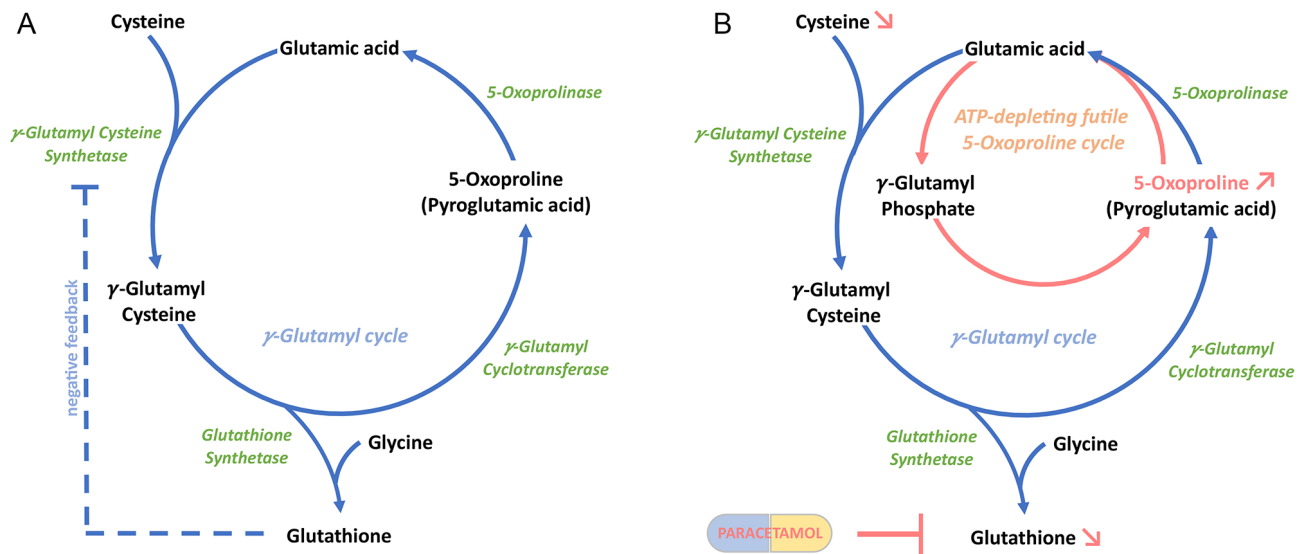 A
Cysteine
Glutamic acid
5-Oxoprolinase
γ-Glutamyl Cysteine
Synthetase
5-Oxoproline
(Pyroglutamic acid)
γ-Glutamyl
Cysteine
γ-Glutamyl cycle
negative feedback
γ-Glutamyl
Cyclotransferase
Glutathione
Synthetase
Glycine
Glutathione
B
Cysteine
Glutamic acid
5-Oxoprolinase
ATP-depleting futile
5-Oxoproline cycle
γ-Glutamyl Cysteine
Synthetase
γ-Glutamyl
Phosphate
5-Oxoproline
(Pyroglutamic acid)
γ-Glutamyl
Cysteine
γ-Glutamyl cycle
γ-Glutamyl
Cyclotransferase
Glutathione
Synthetase
Glycine
PARACETAMOL
Glutathione